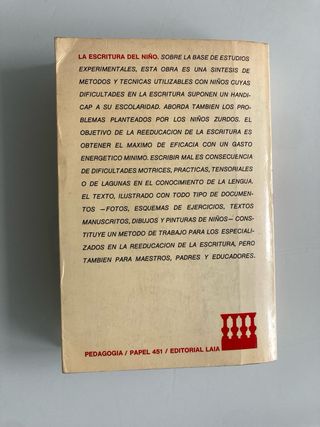 LA ESCRITURA DEL NIÑO. SOBRE LA BASE DE ESTUDIOS
EXPERIMENTALES, ESTA OBRA ES UNA SINTESIS DE
METODOS Y TECNICAS UTILIZABLES CON NIÑOS CUYAS
DIFICULTADES EN LA ESCRITURA SUPONEN UN HANDI-
CAP A SU ESCOLARIDAD. ABORDA TAMBIEN LOS PRO-
BLEMAS PLANTEADOS POR LOS NIÑOS ZURDOS. EL
OBJETIVO DE LA REEDUCACION DE LA ESCRITURA ES
OBTENER EL MAXIMO DE EFICACIA CON UN GASTO
ENERGETICO MINIMO. ESCRIBIR MAL ES CONSECUENCIA
DE DIFICULTADES MOTRICES, PRACTICAS, TENSORIALES
O DE LAGUNAS EN EL CONOCIMIENTO DE LA LENGUA.
EL TEXTO, ILUSTRADO CON TODO TIPO DE DOCUMEN-
TOS —FOTOS, ESQUEMAS DE EJERCICIOS, TEXTOS
MANUSCRITOS, DIBUJOS Y PINTURAS DE NIÑOS— CONS-
TITUYE UN METODO DE TRABAJO PARA LOS ESPECIALI-
ZADOS EN LA REEDUCACION DE LA ESCRITURA, PERO
TAMBIEN PARA MAESTROS, PADRES Y EDUCADORES.
PEDAGOGIA / PAPEL 451 / EDITORIAL LAIA